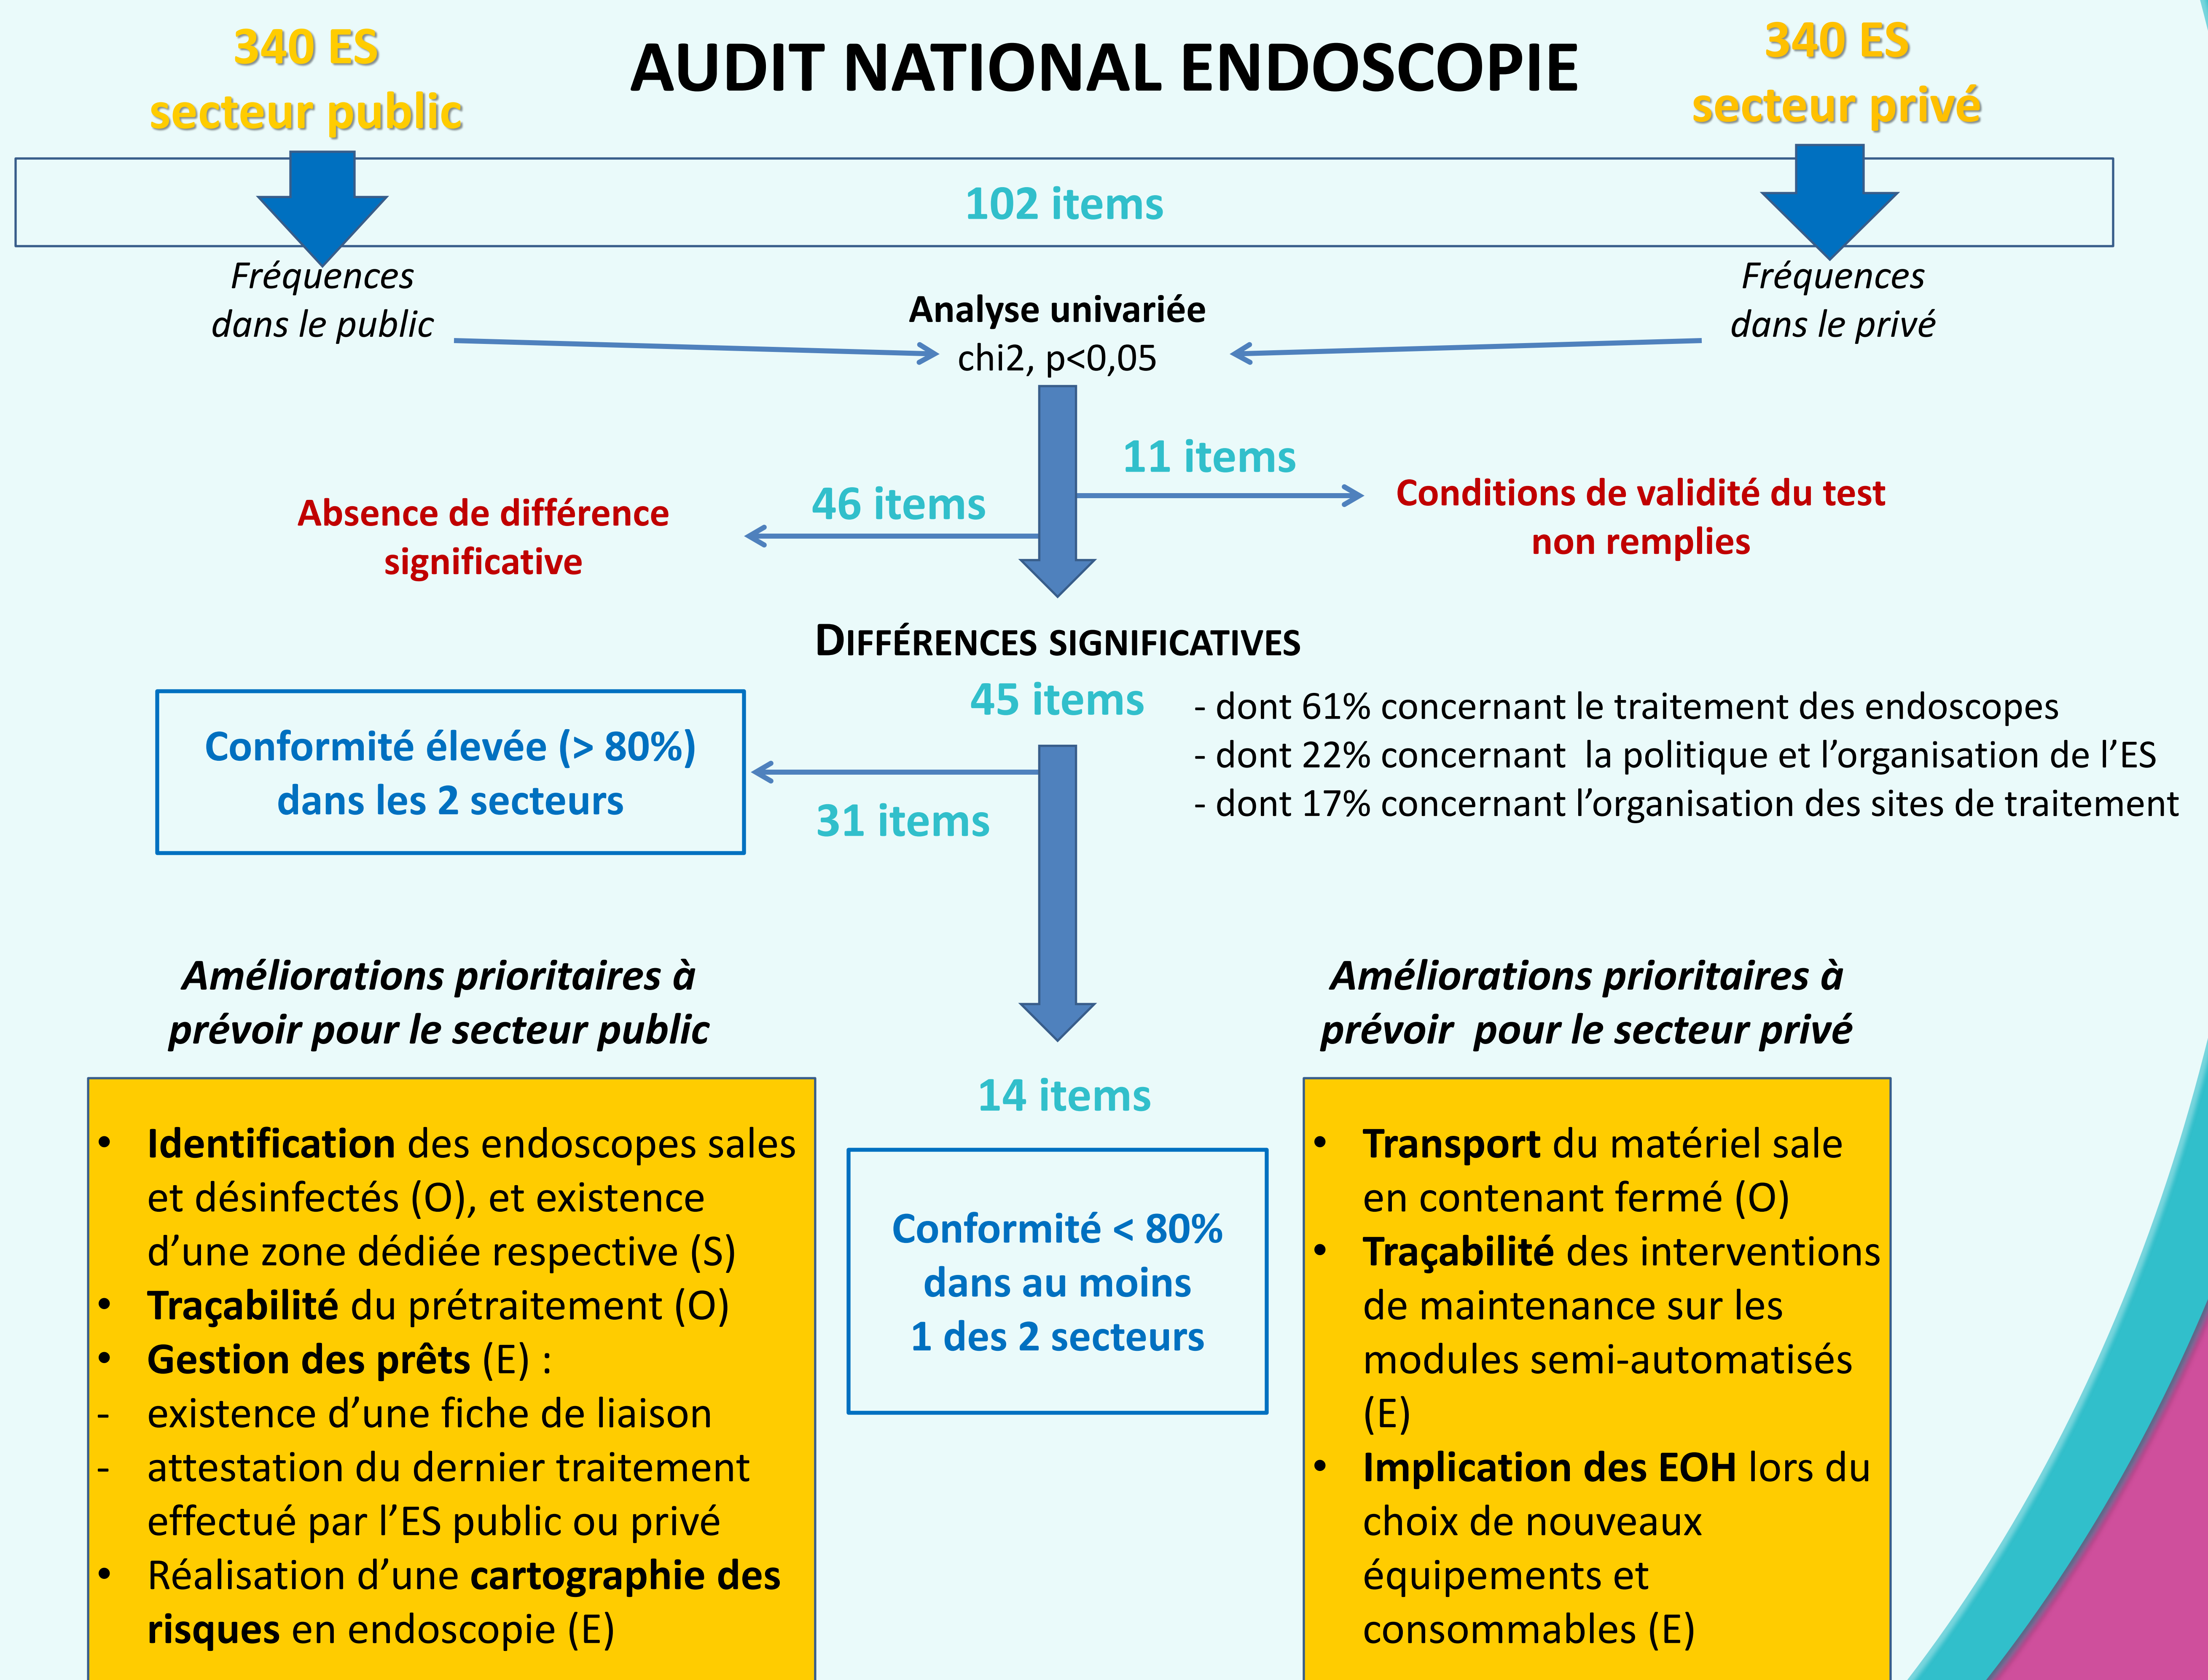 340 ES
secteur public
AUDIT NATIONAL ENDOSCOPIE
340 ES
secteur privé
102 items
Fréquences
dans le public
Analyse univariée
chi2, p<0,05
Fréquences
dans le privé
11 items
46 items
Absence de différence
significative
Conditions de validité du test
non remplies
DIFFÉRENCES SIGNIFICATIVES
45 items
- dont 61% concernant le traitement des endoscopes
- dont 22% concernant la politique et l’organisation de l’ES
- dont 17% concernant l’organisation des sites de traitement
Conformité élevée (> 80%)
dans les 2 secteurs
31 items
Améliorations prioritaires à
prévoir pour le secteur public
Améliorations prioritaires à
prévoir pour le secteur privé
• Identification des endoscopes sales
et désinfectés (O), et existence
d’une zone dédiée respective (S)
• Traçabilité du prétraitement (O)
• Gestion des prêts (E) :
- existence d’une fiche de liaison
- attestation du dernier traitement
effectué par l’ES public ou privé
• Réalisation d’une cartographie des
risques en endoscopie (E)
14 items
Conformité < 80%
dans au moins
1 des 2 secteurs
• Transport du matériel sale
en contenant fermé (O)
• Traçabilité des interventions
de maintenance sur les
modules semi-automatisés
(E)
• Implication des EOH lors du
choix de nouveaux
équipements et
consommables (E)